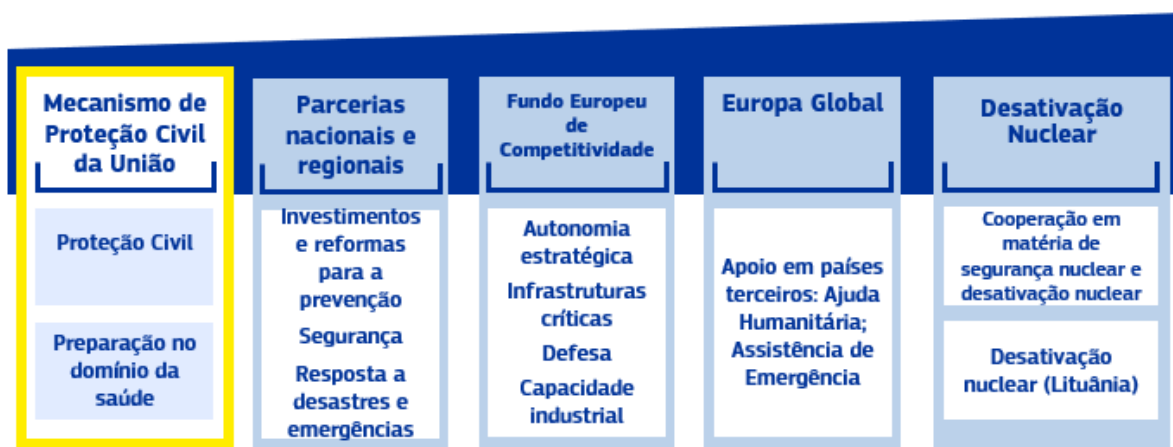 Mecanismo de
Proteção Civil
da União
Proteção Civil
Preparação no
domínio da
saúde
Parcerias
nacionais e
regionais
Investimentos
e reformas
para a
prevenção
Segurança
Resposta a
desastres e
emergências
Fundo Europeu
de
Competitividade
Autonomia
estratégica
Infrastruturas
críticas
Defesa
Capacidade
industrial
Europa Global
Apoio em países
terceiros: Ajuda
Humanitária;
Assistência de
Emergência
Desativação
Nuclear
Cooperação em
matéria de
segurança nuclear e
desativação nuclear
Desativação
nuclear (Lituânia)